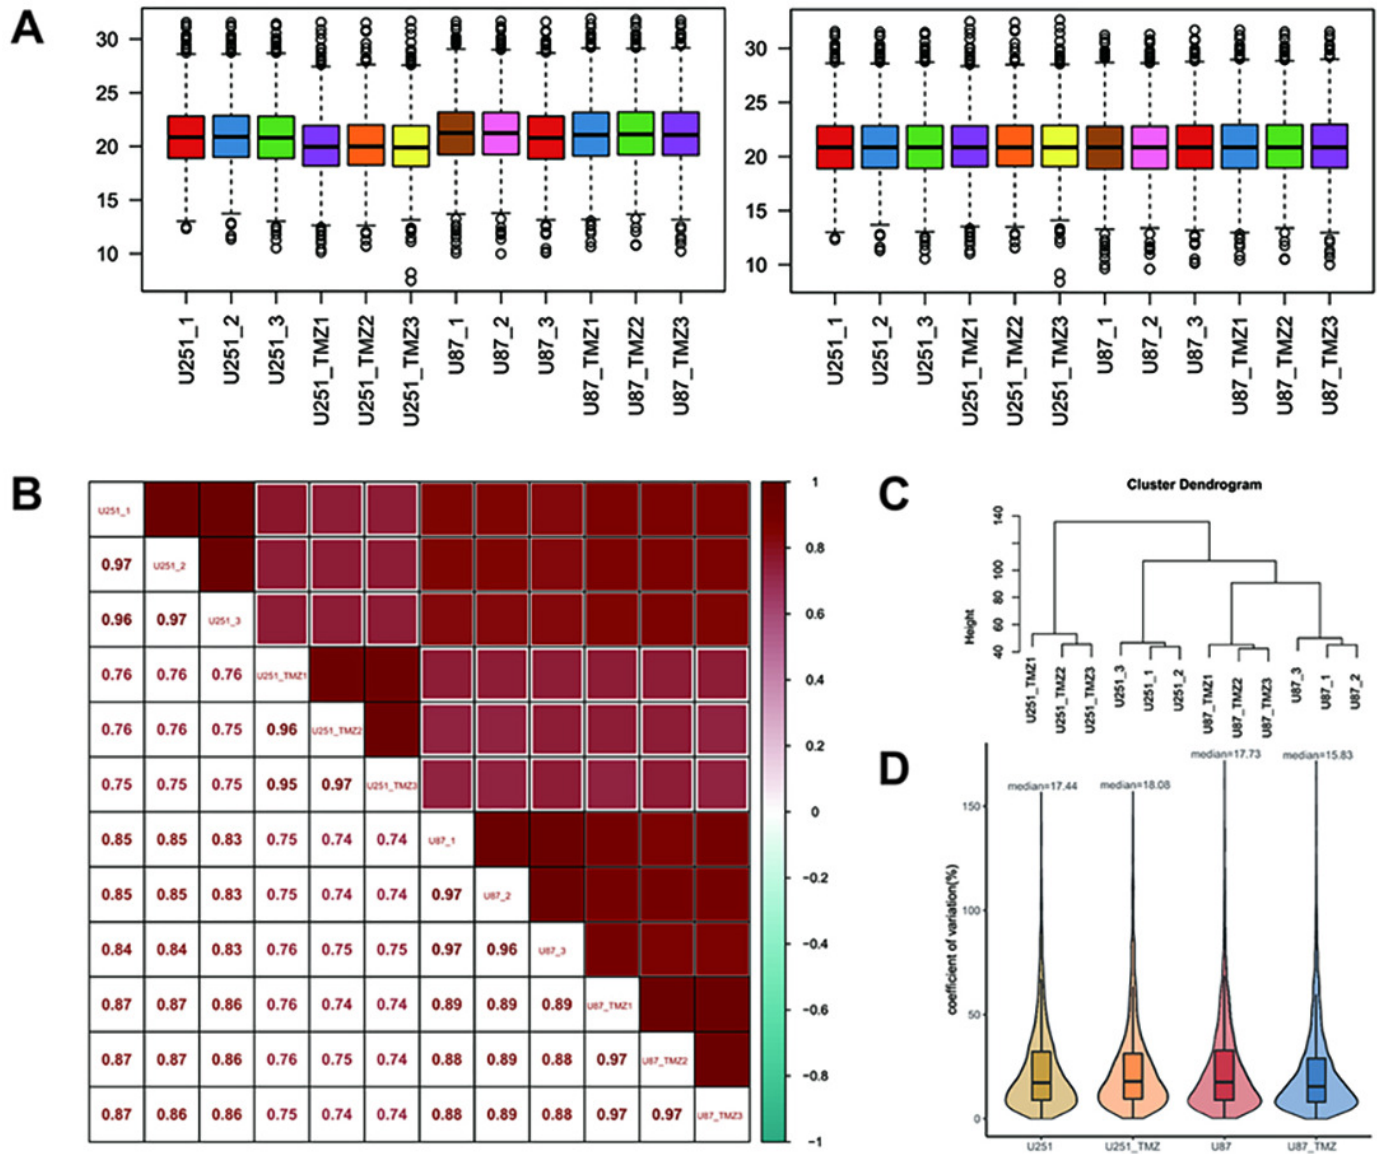 A
30
25
20
15
10
U251_1
U251_2
U251_3
U251_TMZ1
U251_TMZ2
U251_TMZ3
U87_1
U87_2
U87_3
U87_TMZ1
U87_TMZ2
U87_TMZ3
30
25
20
15
10
U251_1
U251_2
U251_3
U251_TMZ1
U251_TMZ2
U251_TMZ3
U87_1
U87_2
U87_3
U87_TMZ1
U87_TMZ2
U87_TMZ3
B
U251_1
0.97 U251_2
0.96 0.97 U251_3
0.76 0.76 0.76 U251_TMZ1
0.76 0.76 0.75 0.96 U251_TMZ2
0.75 0.75 0.75 0.95 0.97 U251_TMZ3
0.85 0.85 0.83 0.75 0.74 0.74 U87_1
0.85 0.85 0.83 0.75 0.74 0.74 0.97 U87_2
0.84 0.84 0.83 0.76 0.75 0.75 0.97 0.96 U87_3
0.87 0.87 0.86 0.76 0.74 0.74 0.89 0.89 0.89 U87_TMZ1
0.87 0.87 0.86 0.76 0.75 0.74 0.88 0.89 0.88 0.97 U87_TMZ2
0.87 0.86 0.86 0.75 0.74 0.74 0.88 0.89 0.88 0.97 0.97 U87_TMZ3
1
0.8
0.6
0.4
0.2
0
−0.2
−0.4
−0.6
−0.8
−1
C
Cluster Dendrogram
Height
140
100
80
60
40
U251_TMZ1
U251_TMZ2
U251_TMZ3
U251_3
U251_1
U251_2
U87_TMZ1
U87_TMZ2
U87_TMZ3
U87_3
U87_1
U87_2
D
median=17.44
median=18.08
median=17.73
median=15.83
coefficient of variation(%)
150
100
50
0
U251
U251_TMZ
U87
U87_TMZ